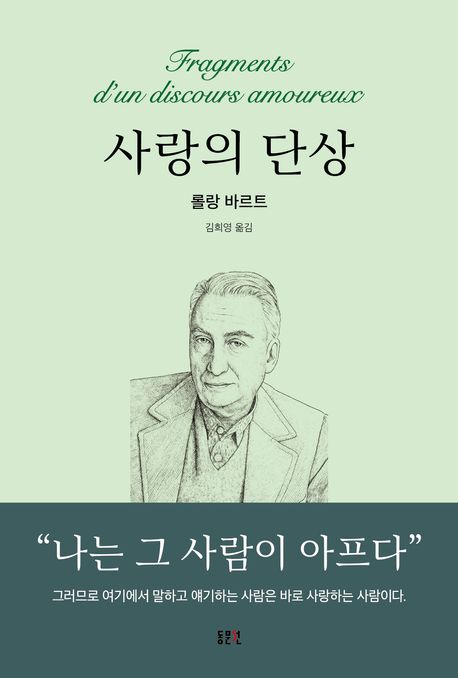 Fragments
d'un discours amoureux
사랑의 단상
롤랑 바르트
김희영 옮김
“나는 그 사람이 아프다”
그러므로 여기에서 말하고 얘기하는 사람은 바로 사랑하는 사람이다.
동문선